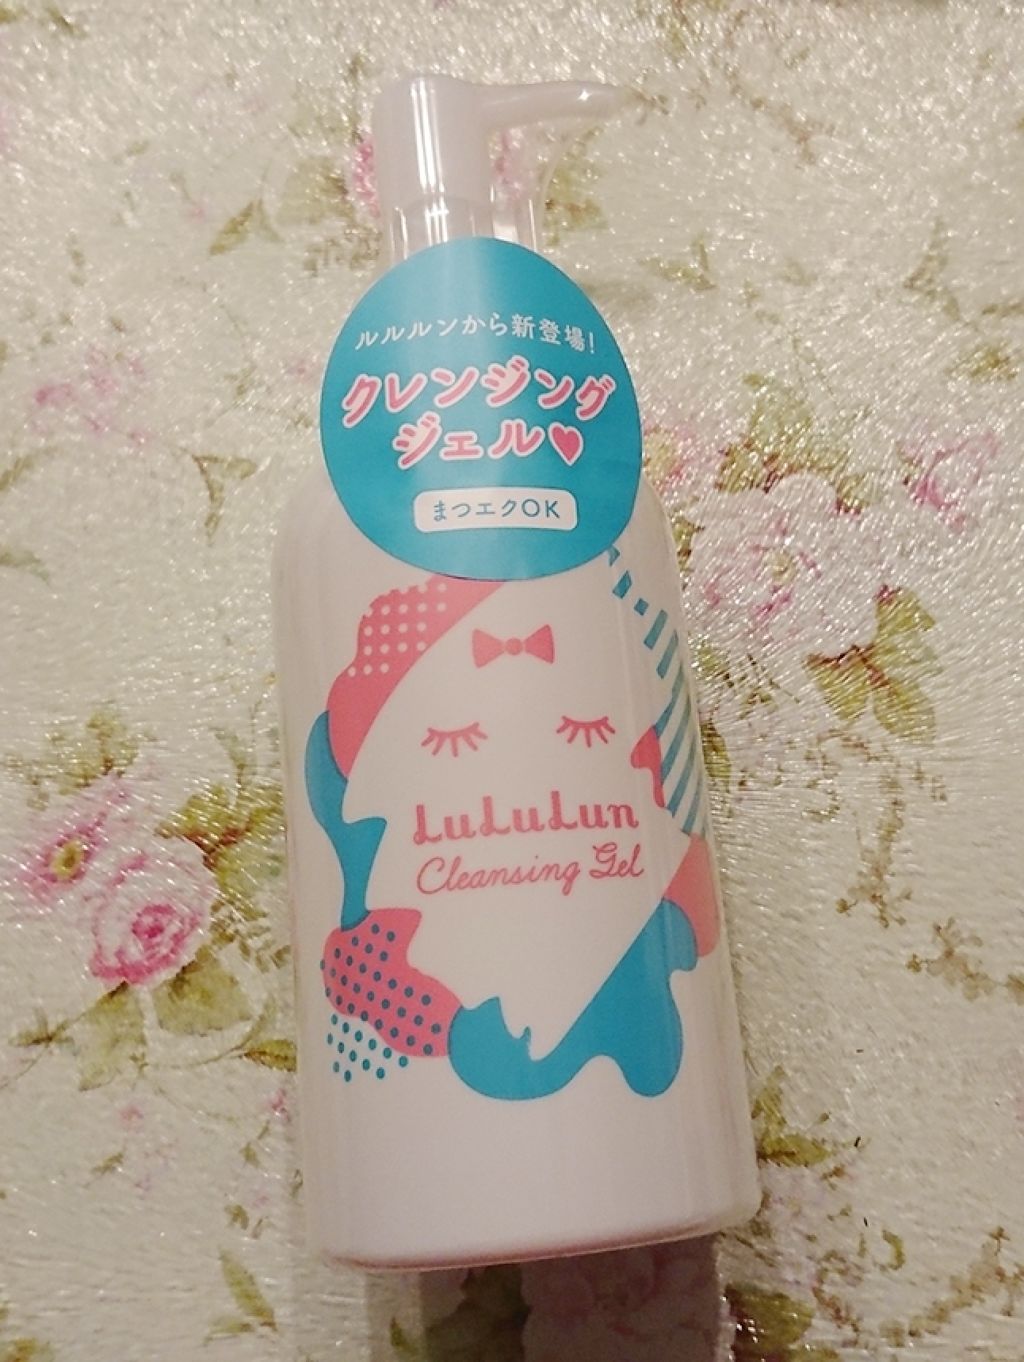 ルルルンから新登場!
クレンジング
ジェル♥
まつエクOK
LuLuLun
Cleansing Gel